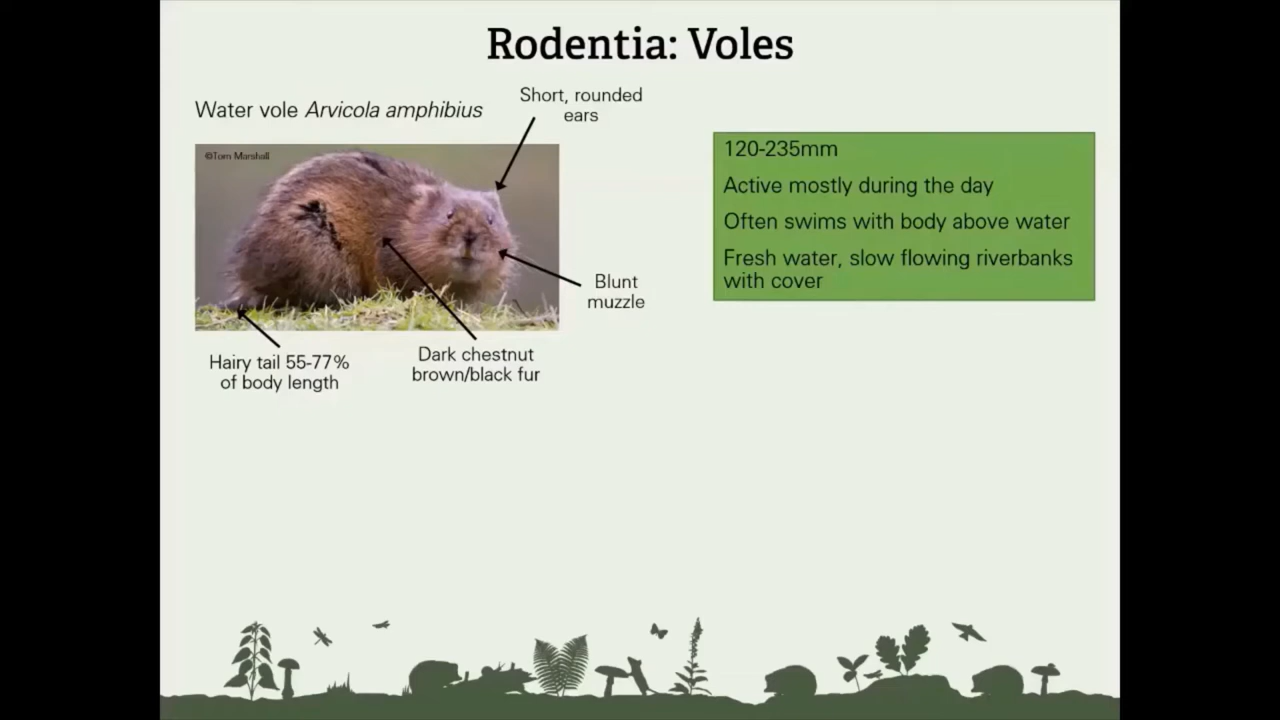 Rodentia: Voles
Water vole Arvicola amphibius
Short, rounded
ears
©Tom Marshall
Blunt
muzzle
Hairy tail 55-77%
of body length
Dark chestnut
brown/black fur
120-235mm
Active mostly during the day
Often swims with body above water
Fresh water, slow flowing riverbanks
with cover